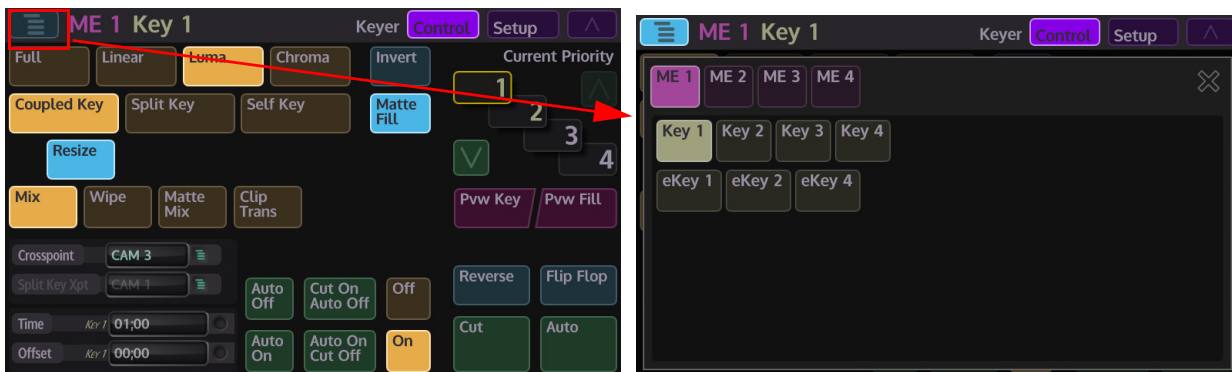 ME 1 Key 1
Keyer Control Setup
Full Linear Luma Chroma Invert
Current Priority
Coupled Key Split Key Self Key
Matte
Fill
1
2
3
4
Resize
Mix Wipe
Matte
Mix
Clip
Trans
Pvw Key Pvw Fill
Crosspoint CAM 3
Split Key Xpt CAM 1
Time Key 1 01;00
Offset Key 1 00;00
Auto
Off
Cut On
Auto Off
Off
Auto
On
Auto On
Cut Off
On
Reverse Flip Flop
Cut Auto
ME 1 Key 1
Keyer Control Setup
ME 1 ME 2 ME 3 ME 4
Key 1 Key 2 Key 3 Key 4
eKey 1 eKey 2 eKey 4